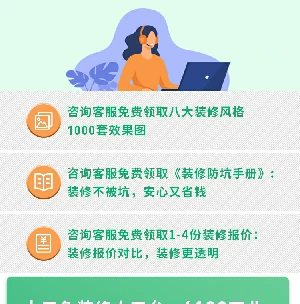 咨询客服免费领取八大装修风格
1000套效果图
咨询客服免费领取《装修防坑手册》:
装修不被坑，安心又省钱
咨询客服免费领取1-4份装修报价:
装修报价对比，装修更透明